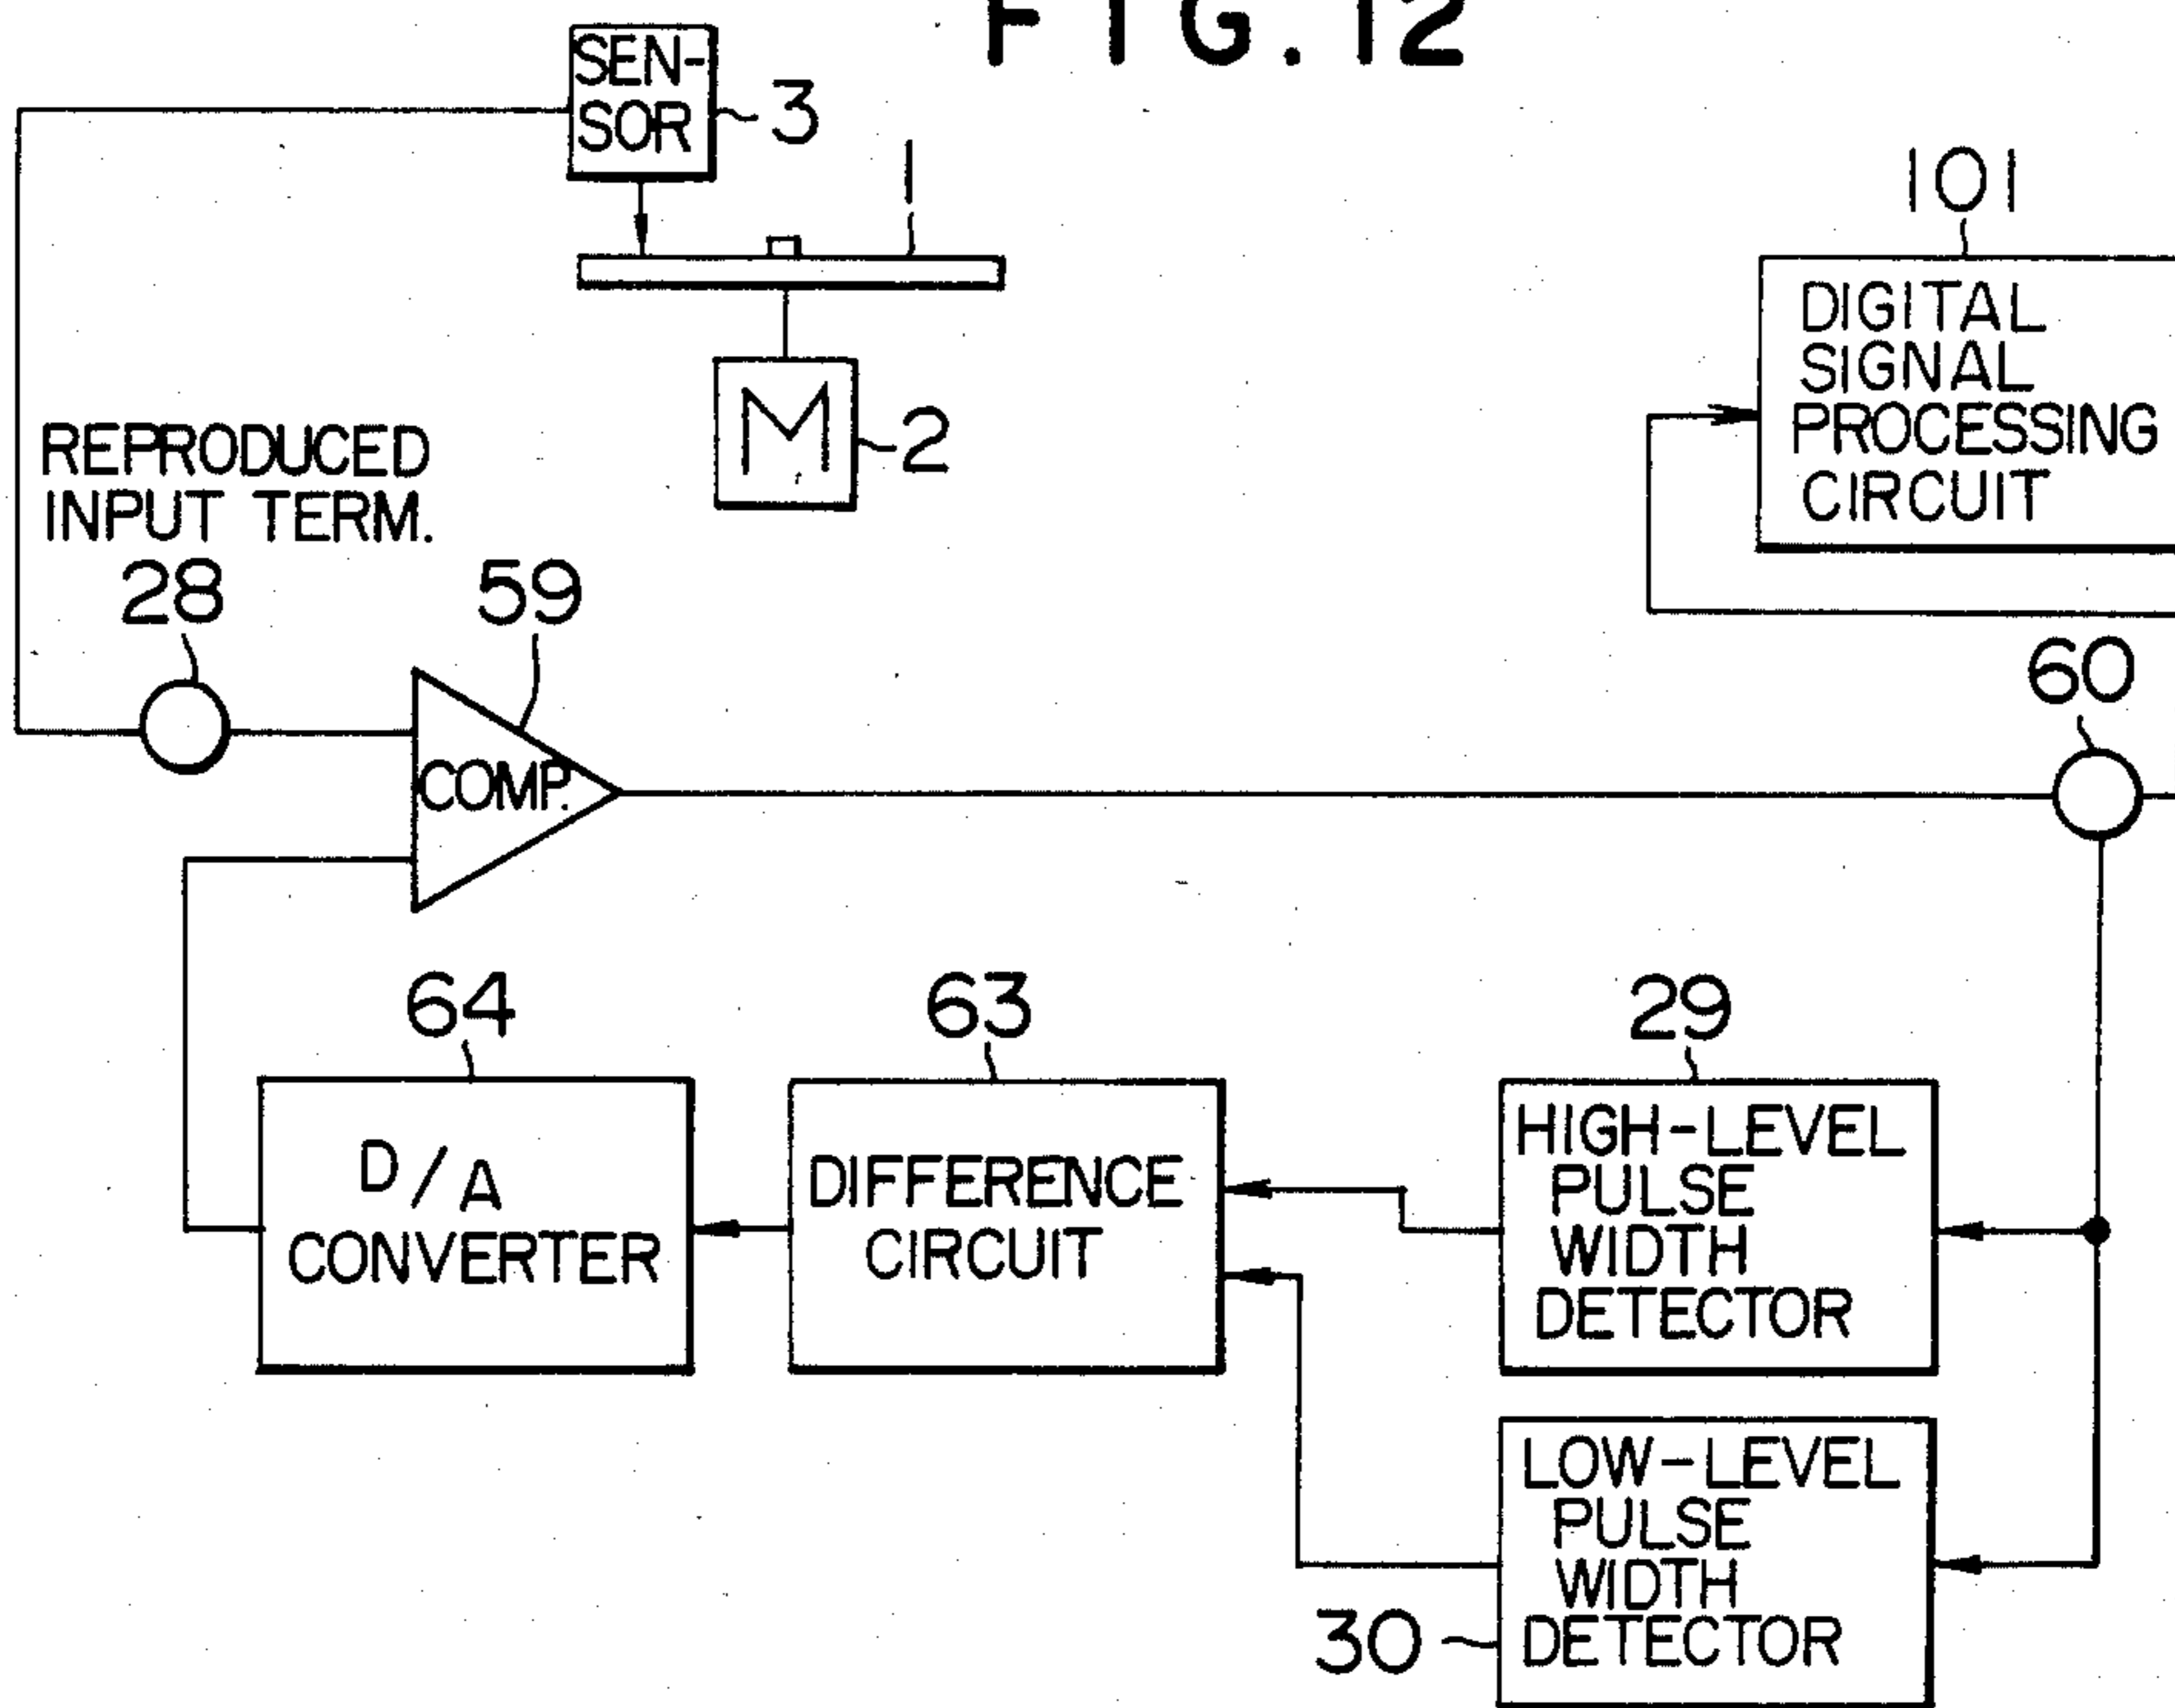 FIG. 12
SEN-
SOR
3
1
M
2
101
DIGITAL
SIGNAL
PROCESSING
CIRCUIT
REPRODUCED
INPUT TERM.
28
59
COMP.
60
64
D/A
CONVERTER
63
DIFFERENCE
CIRCUIT
29
HIGH-LEVEL
PULSE
WIDTH
DETECTOR
LOW-LEVEL
PULSE
WIDTH
DETECTOR
30